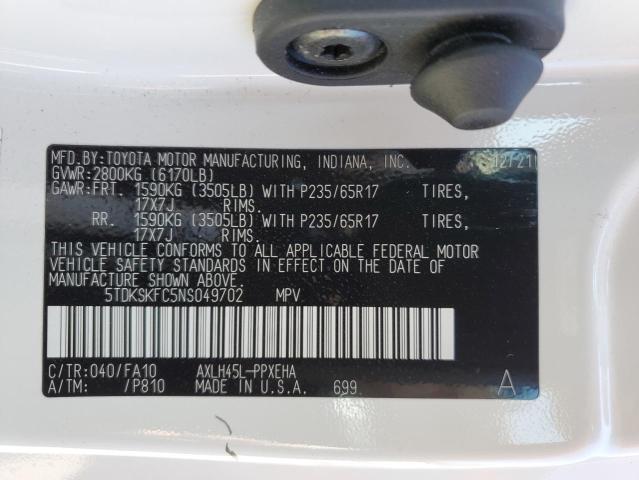 MFD.BY:TOYOTA MOTOR MANUFACTURING, INDIANA, INC. 12/21
GVWR:2800KG (6170LB)
GAWR:FRT. 1590KG (3505LB) WITH P235/65R17 TIRES,
17X7J RIMS.
RR. 1590KG (3505LB) WITH P235/65R17 TIRES,
17X7J RIMS.
THIS VEHICLE CONFORMS TO ALL APPLICABLE FEDERAL MOTOR
VEHICLE SAFETY STANDARDS IN EFFECT ON THE DATE OF
MANUFACTURE SHOWN ABOVE.
5TDKSKFC5NS049702 MPV
C/TR:040/FA10 AXLH45L-PPXEHA
A/TM: /P810 MADE IN U.S.A. 699 A